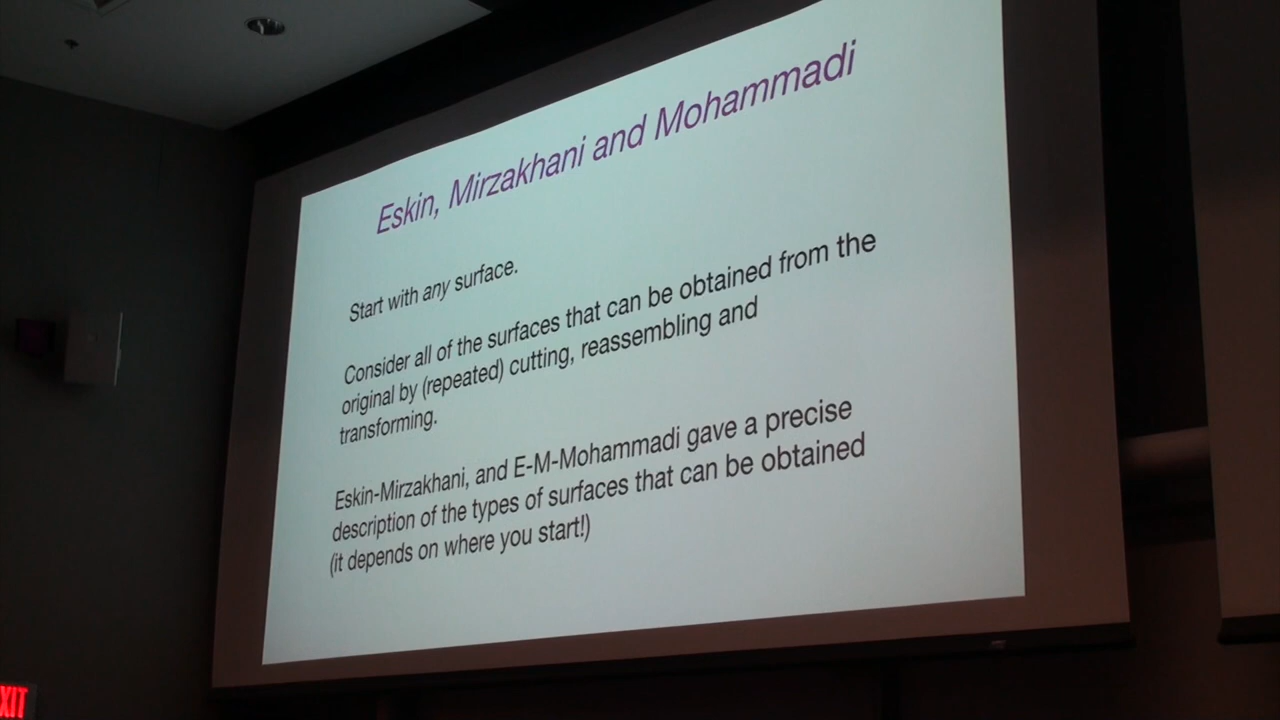 Eskin, Mirzakhani and Mohammadi
Start with any surface.
Consider all of the surfaces that can be obtained from the
original by (repeated) cutting, reassembling and
transforming.
Eskin-Mirzakhani, and E-M-Mohammadi gave a precise
description of the types of surfaces that can be obtained
(it depends on where you start!)
XIT